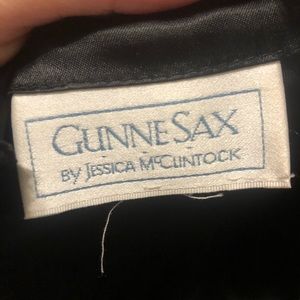 GUNNE SAX
BY JESSICA McCLINTOCK